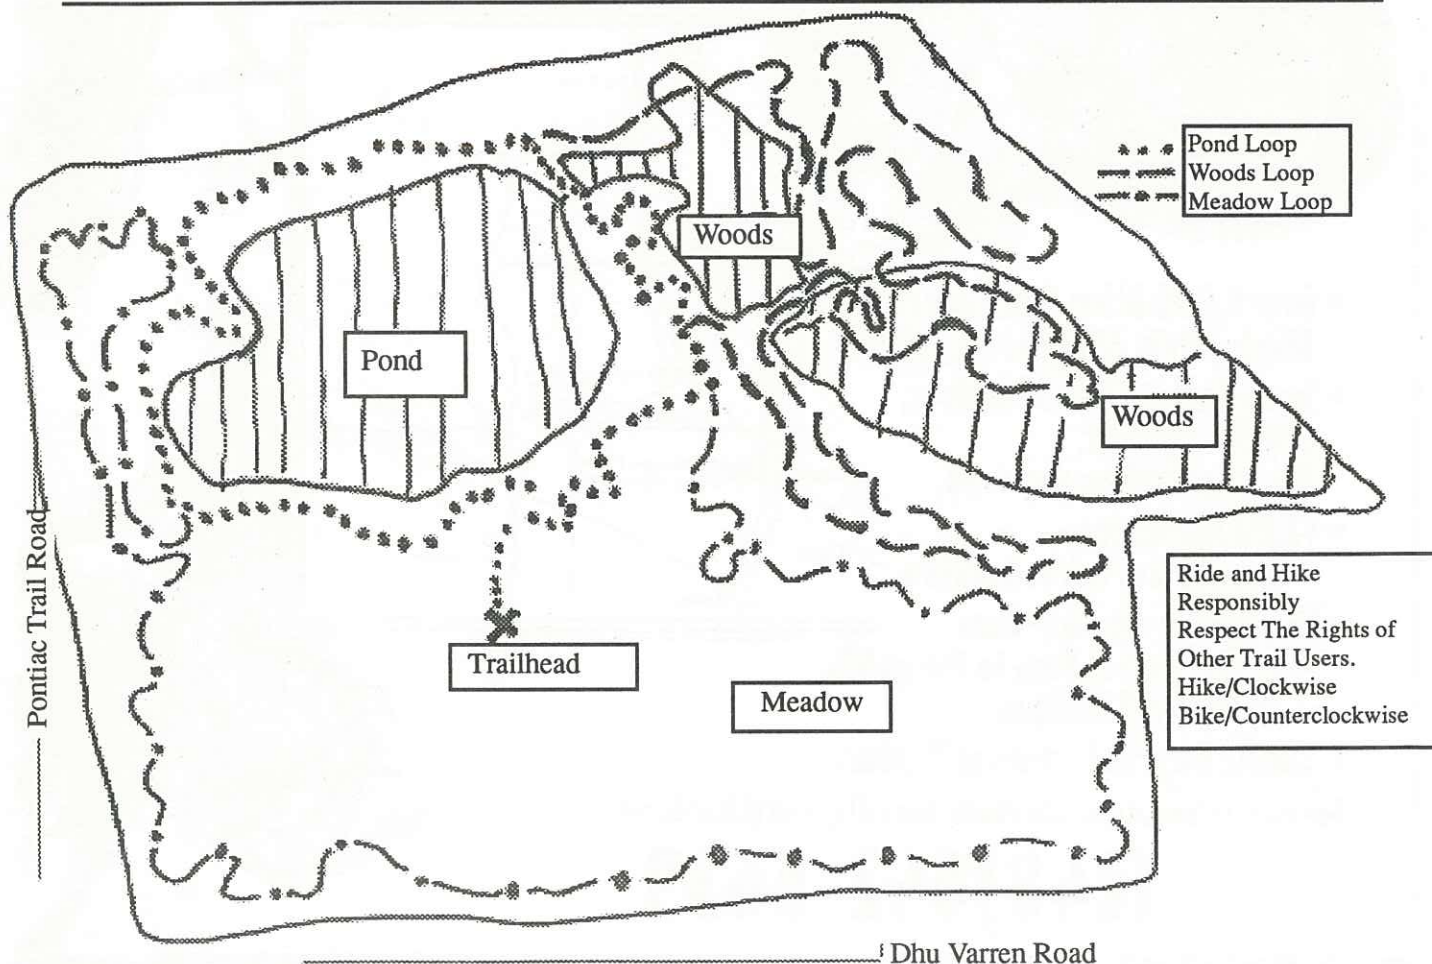 Pond Loop
Woods Loop
Meadow Loop
Woods
Pond
Woods
Pontiac Trail Road
Ride and Hike
Responsibly
Respect The Rights of
Other Trail Users.
Hike/Clockwise
Bike/Counterclockwise
Trailhead
Meadow
Dhu Varren Road